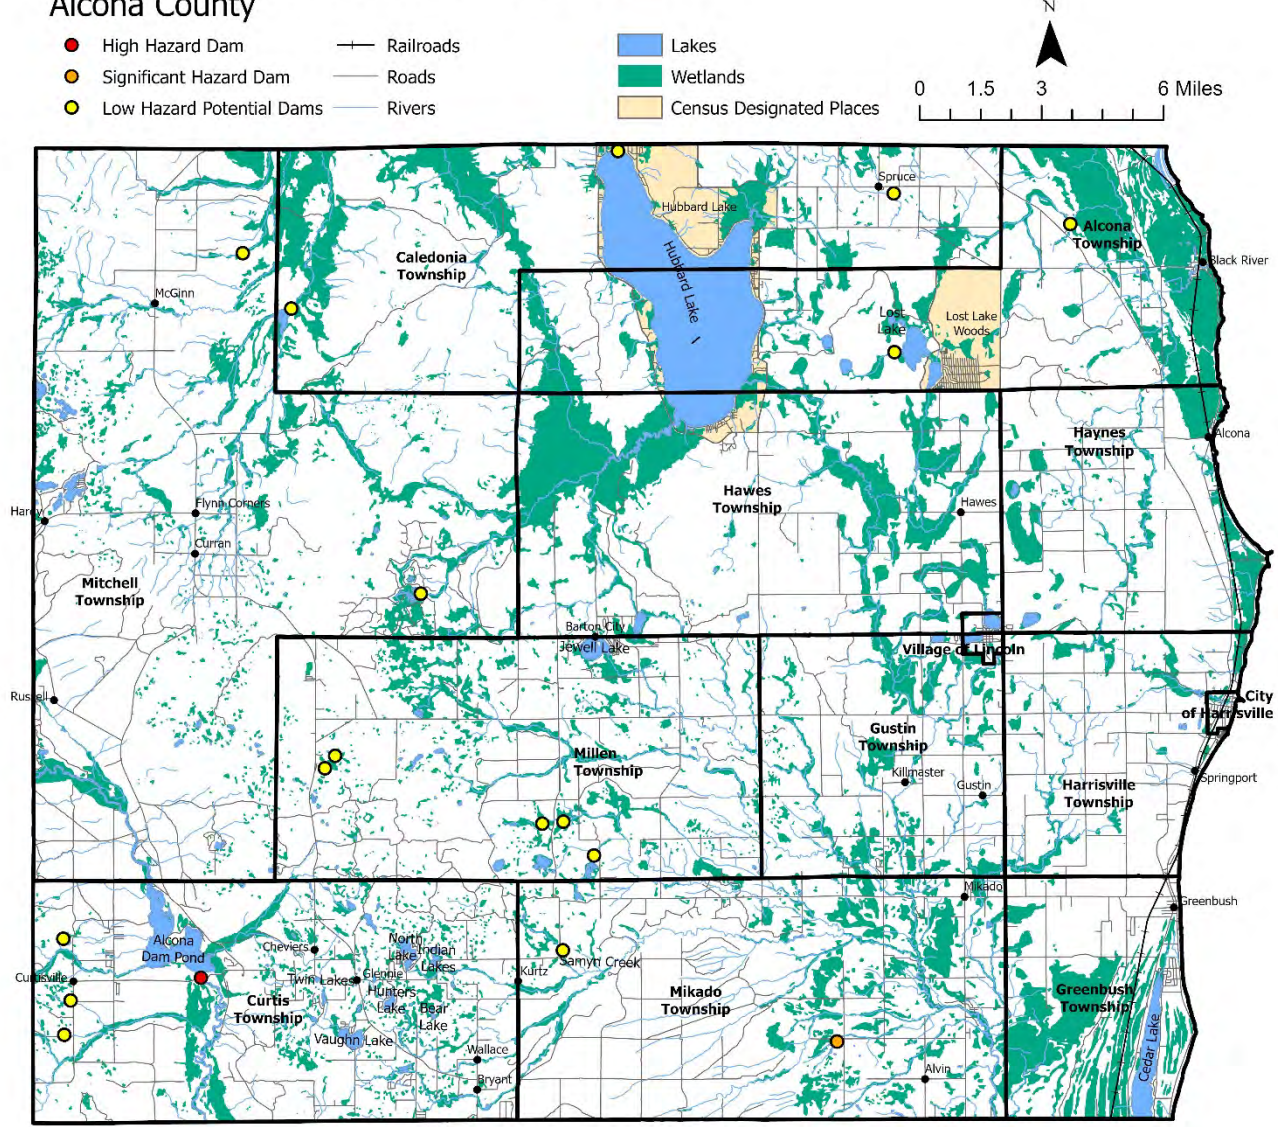 Alcona County
N
High Hazard Dam
Significant Hazard Dam
Low Hazard Potential Dams
Railroads
Roads
Rivers
Lakes
Wetlands
Census Designated Places
0 1.5 3 6 Miles
Spruce
Hubbard Lake
Alcona
Township
Caledonia
Township
Hubbard Lake
Black River
McGinn
Lost
Lake
Lost Lake
Woods
Alcona
Haynes
Township
Hawes
Township
Hawes
Flynn Corners
Hardy
Curran
Mitchell
Township
Barton City
Jewell Lake
Village of Lincoln
Russell
City
of Harrisville
Gustin
Township
Millen
Township
Killmaster
Gustin
Springport
Harrisville
Township
Mikado
Greenbush
Alcona
Dam Pond
Cheviers
North
Lake
Indian
Lakes
Samyn Creek
Curtisville
Twin Lakes
Glennie
Kurtz
Hunters
Lake
Bear
Lake
Curtis
Township
Mikado
Township
Greenbush
Township
Vaughn Lake
Wallace
Cedar Lake
Alvin
Bryant